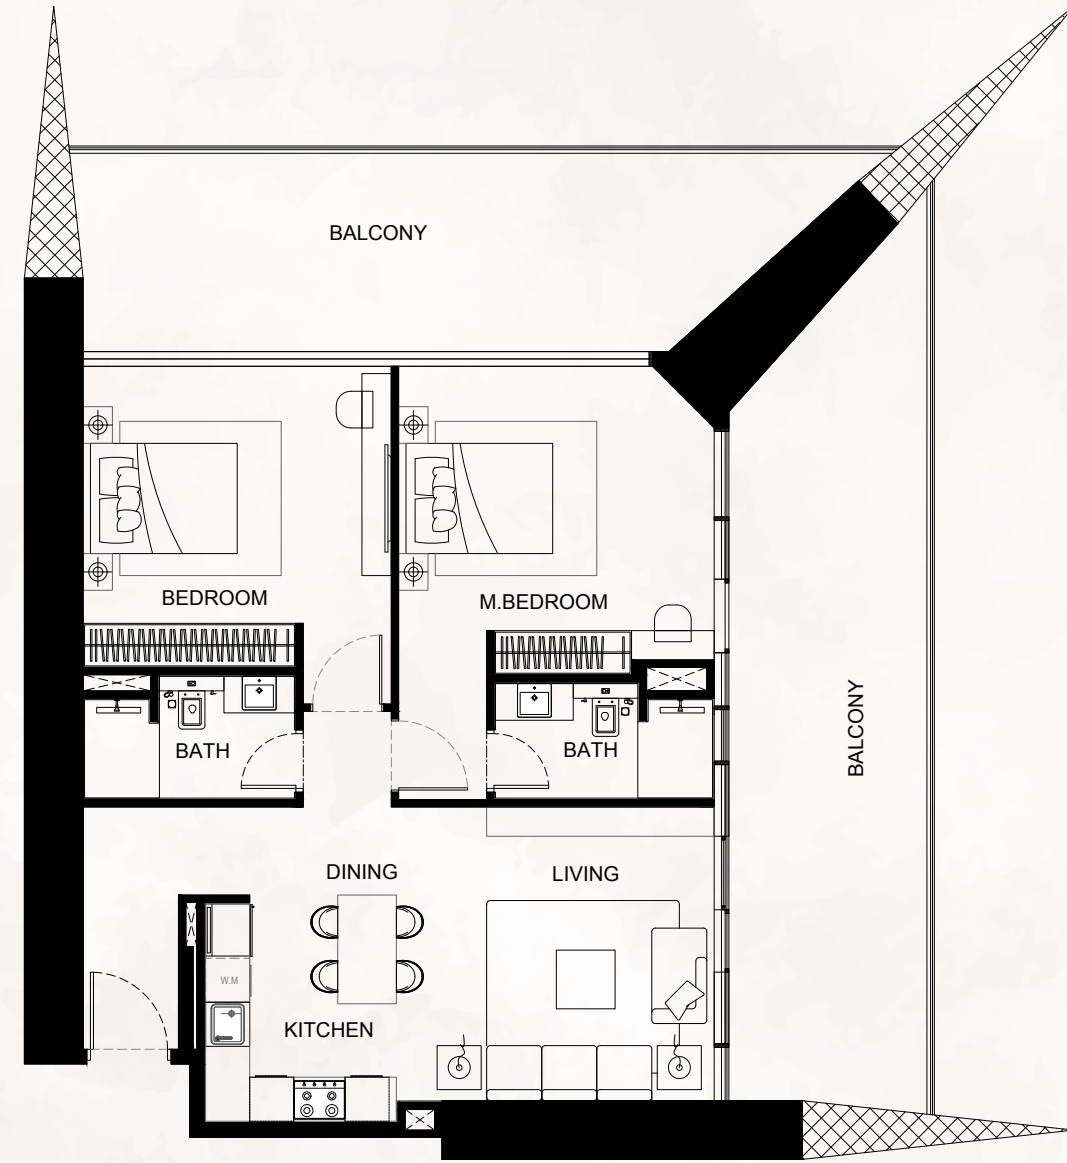 BALCONY
BEDROOM
M.BEDROOM
BATH
BATH
BALCONY
DINING
LIVING
W.M
KITCHEN